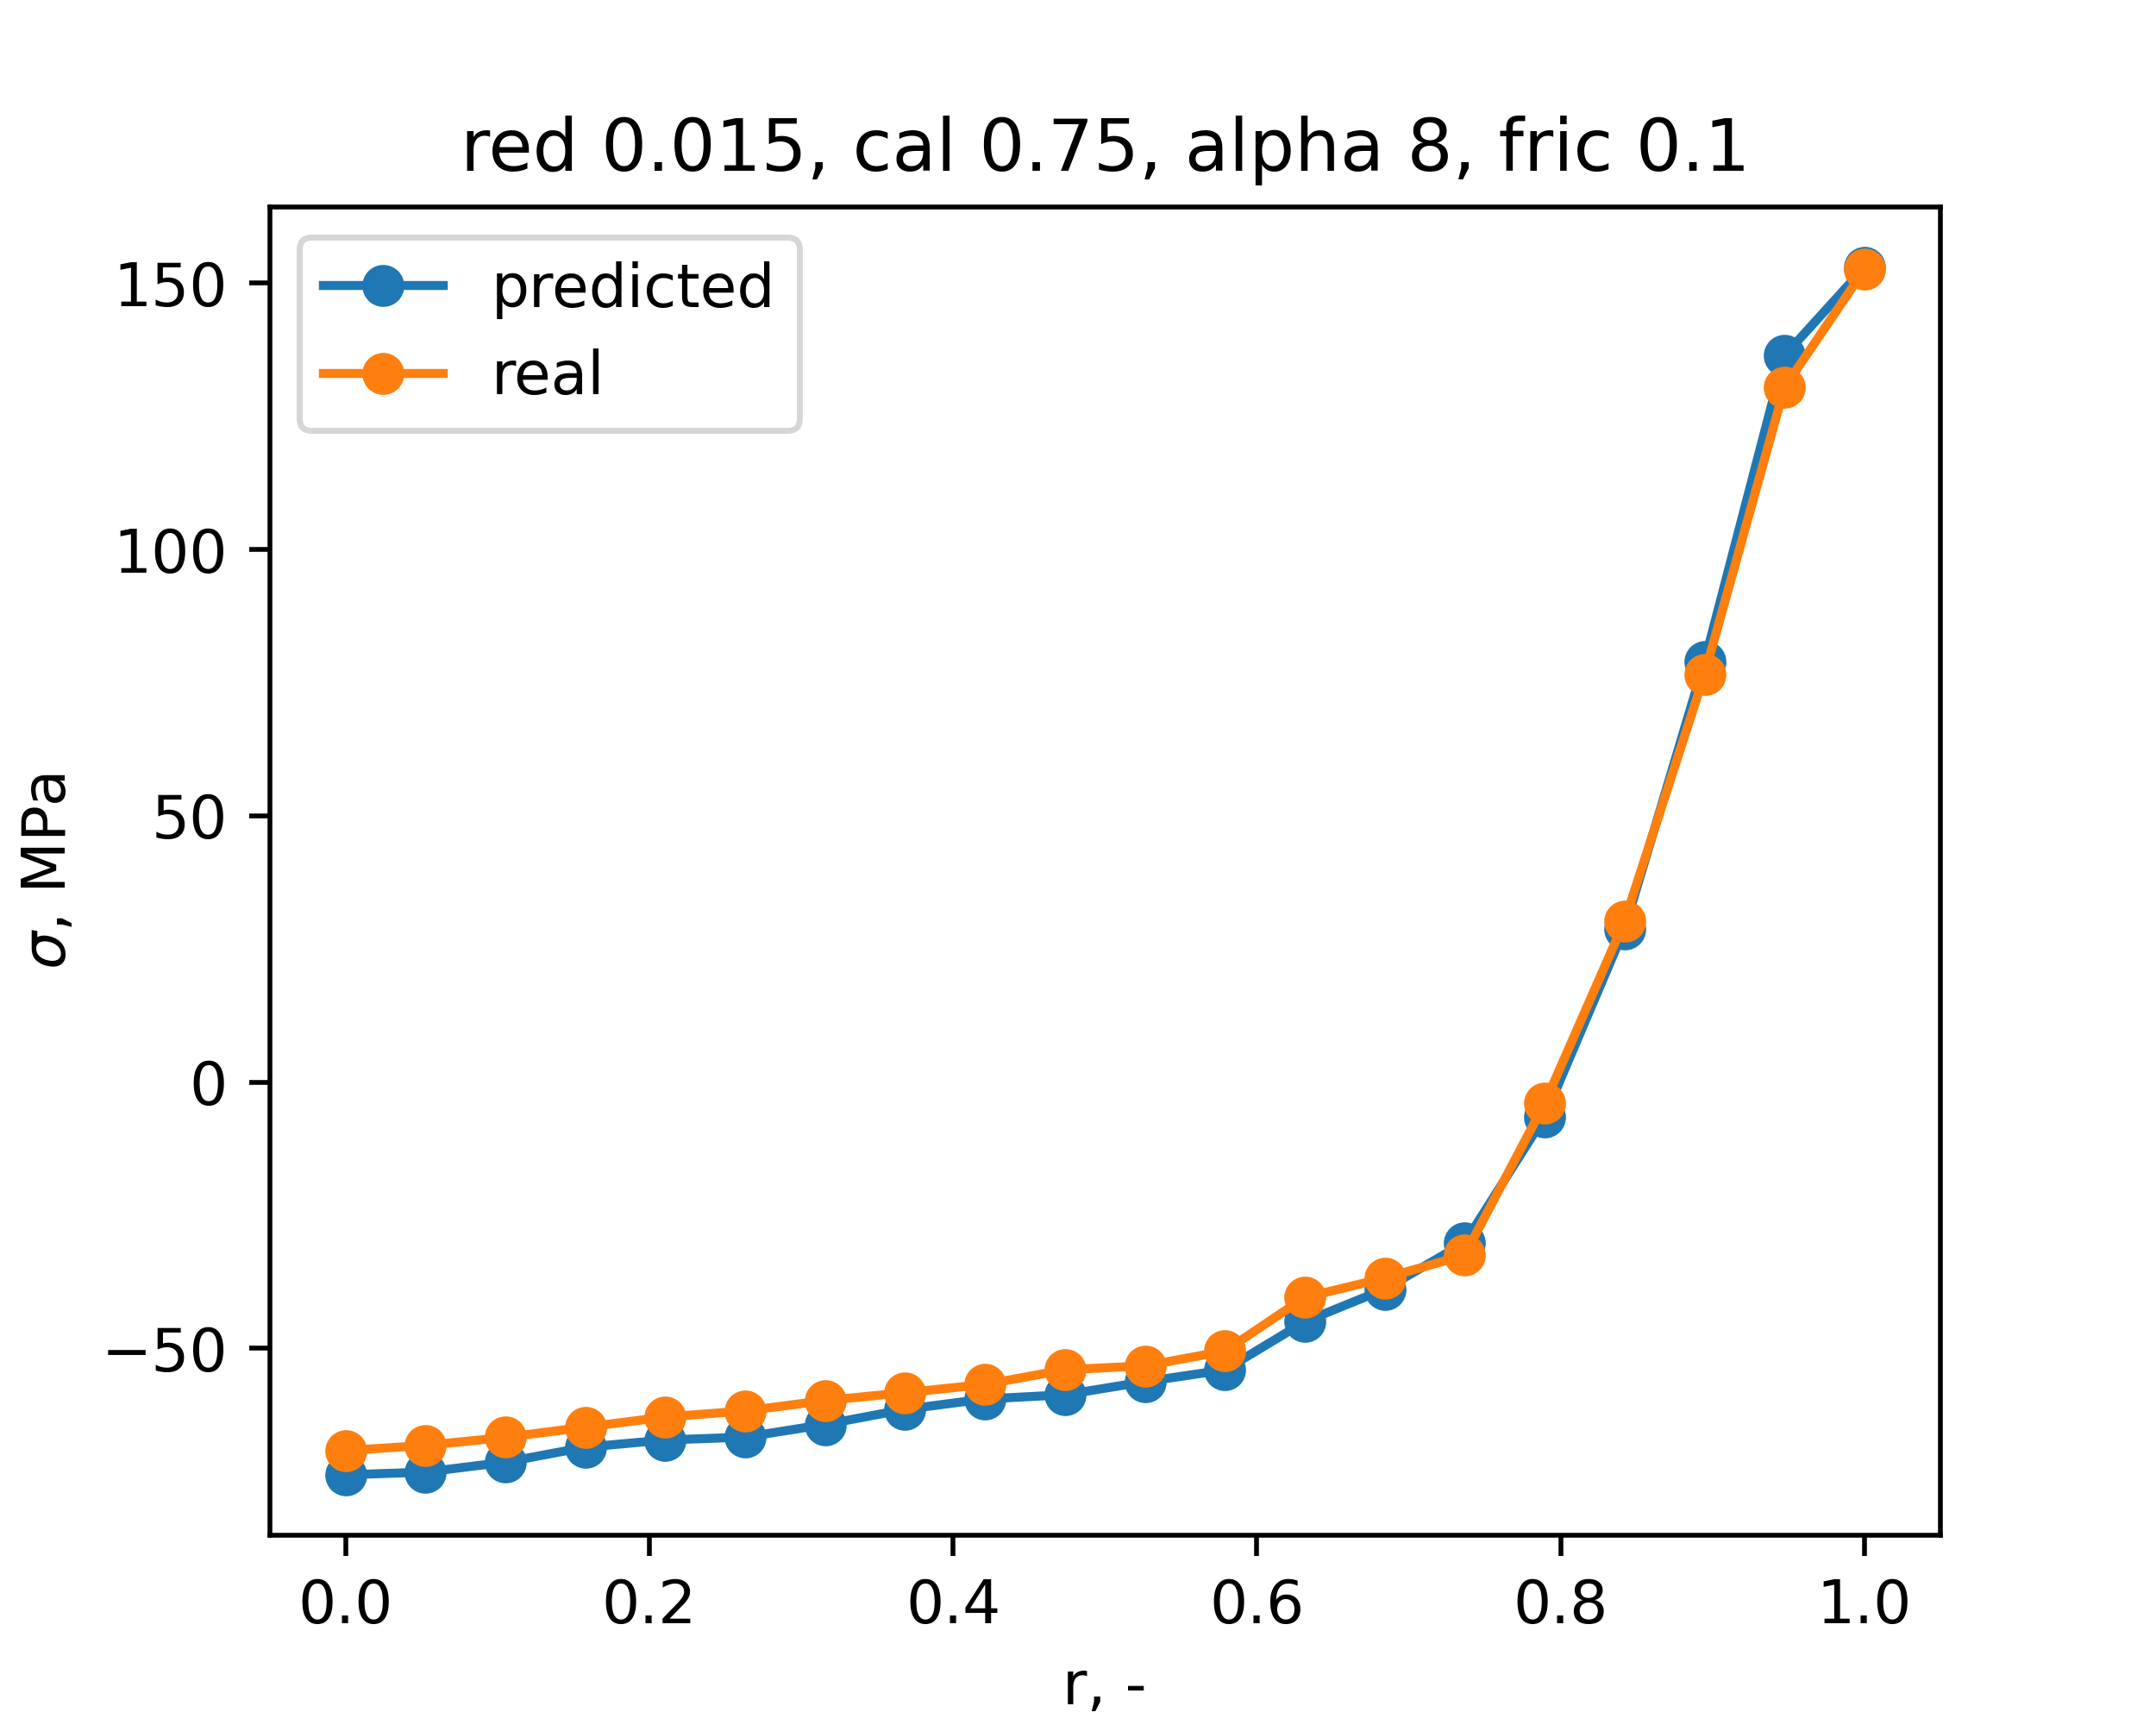 red 0.015, cal 0.75, alpha 8, fric 0.1
predicted
real
150
100
50
0
−50
σ, MPa
0.0 0.2 0.4 0.6 0.8 1.0
r, -